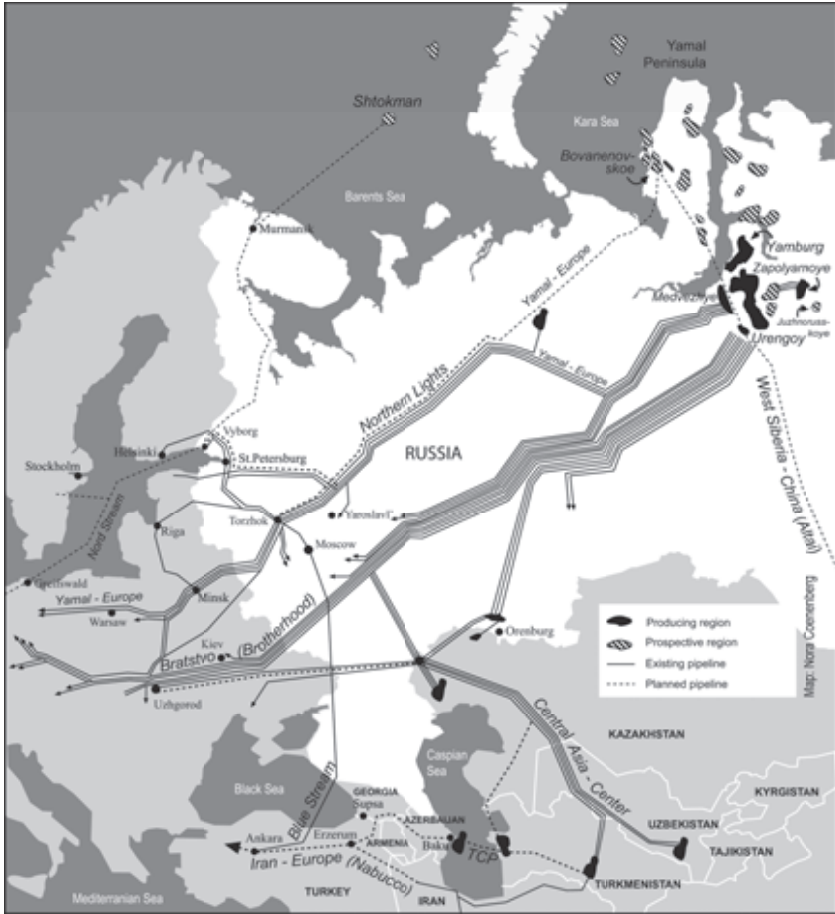 Yamal
Peninsula
Shtokman
Kara Sea
Bovanenov-
skoe
Barents Sea
Murmansk
Yamburg
Zapolyarnoye
Yamal - Europe
Medvezhye
Juzhnorussa-
koye
Urengoy
Yamal - Europe
Northern Lights
West Siberia - China (Altai)
Vyborg
RUSSIA
Helsinki
St.Petersburg
Stockholm
Nord Stream
Torzhok
Yaroslavl'
Riga
Moscow
Greifswald
Yamal - Europe
Minsk
Warsaw
Kiev
Bratstvo (Brotherhood)
Orenburg
Uzhgorod
Producing region
Prospective region
Existing pipeline
Planned pipeline
Map: Nora Coenenberg
Central Asia - Center
KAZAKHSTAN
Caspian
Sea
Black Sea
Blue Stream
GEORGIA
Supsa
AZERBAIJAN
KYRGISTAN
UZBEKISTAN
TAJIKISTAN
Ankara
Erzerum
ARMENIA
Baku
TCP
Iran - Europe (Nabucco)
TURKMENISTAN
TURKEY
IRAN
Mediterranean Sea